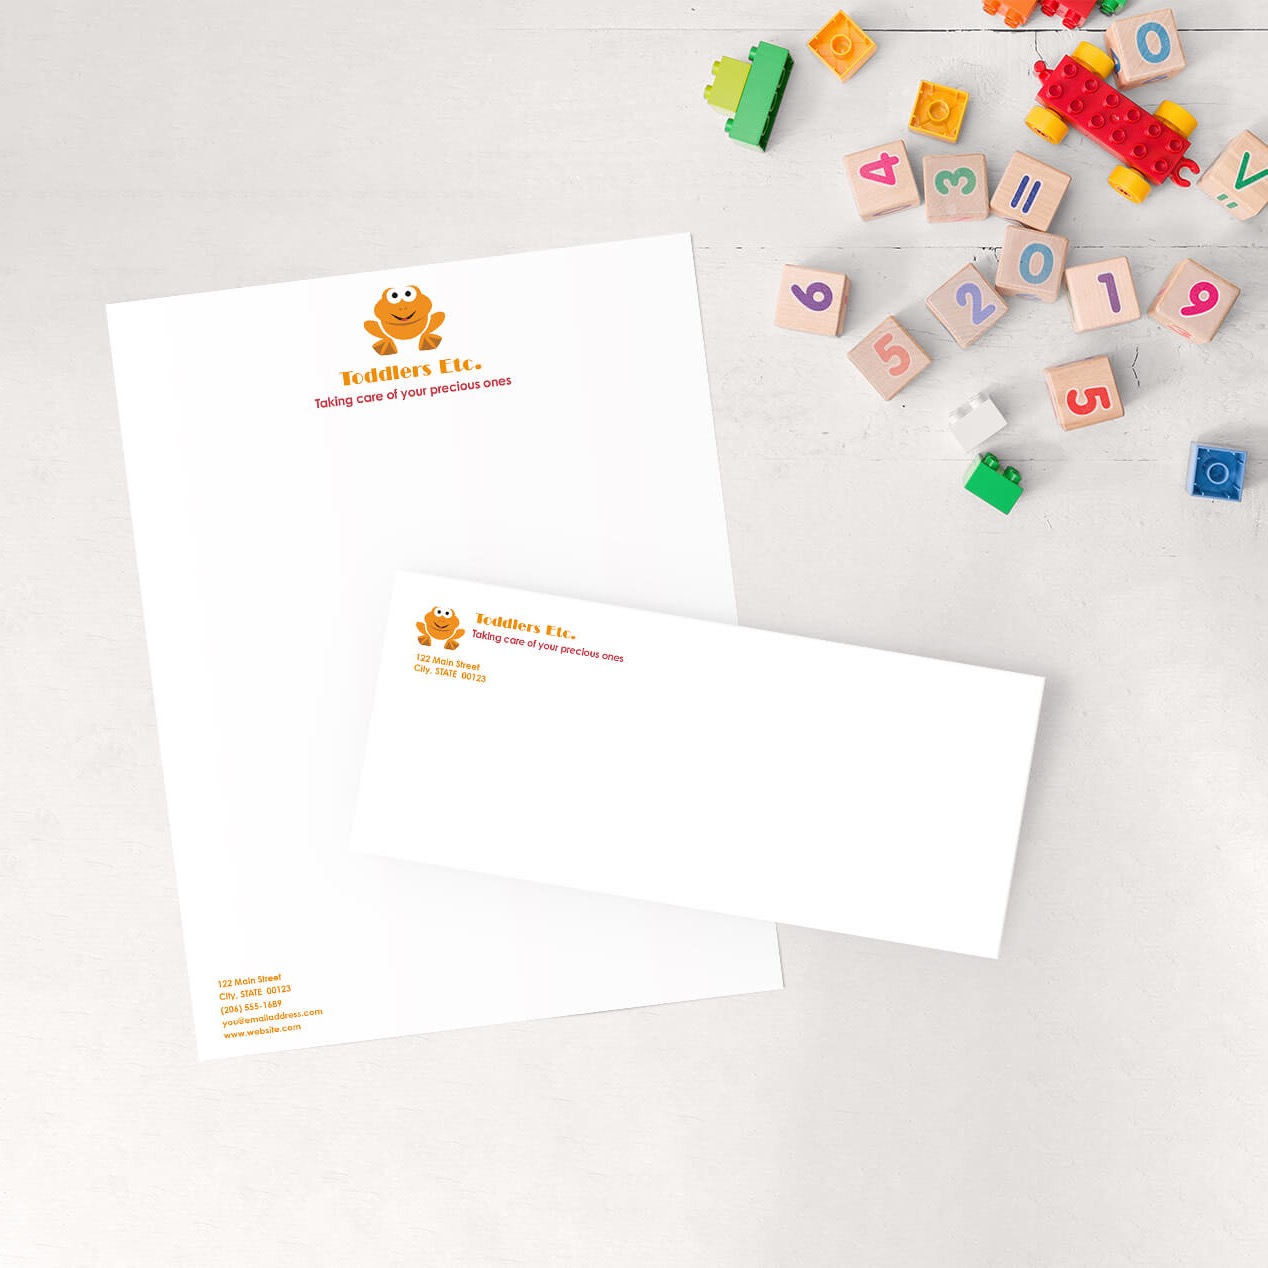 0
4
3
=
0
6
2
1
9
5
5
Toddlers Etc.
Taking care of your precious ones
Toddlers Etc.
Taking care of your precious ones
122 Main Street
City, STATE 00123
122 Main Street
City, STATE 00123
(206) 555-1689
you@emailaddress.com
www.website.com